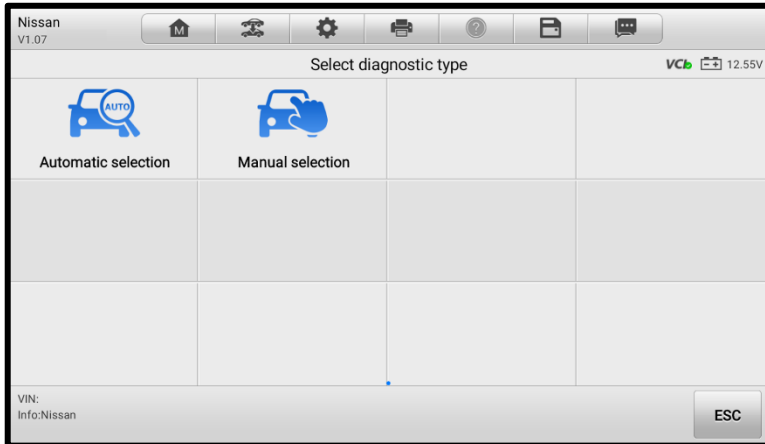 Nissan
V1.07
M
?
Select diagnostic type
VCI 12.55V
AUTO
Automatic selection
Manual selection
VIN:
Info:Nissan
ESC